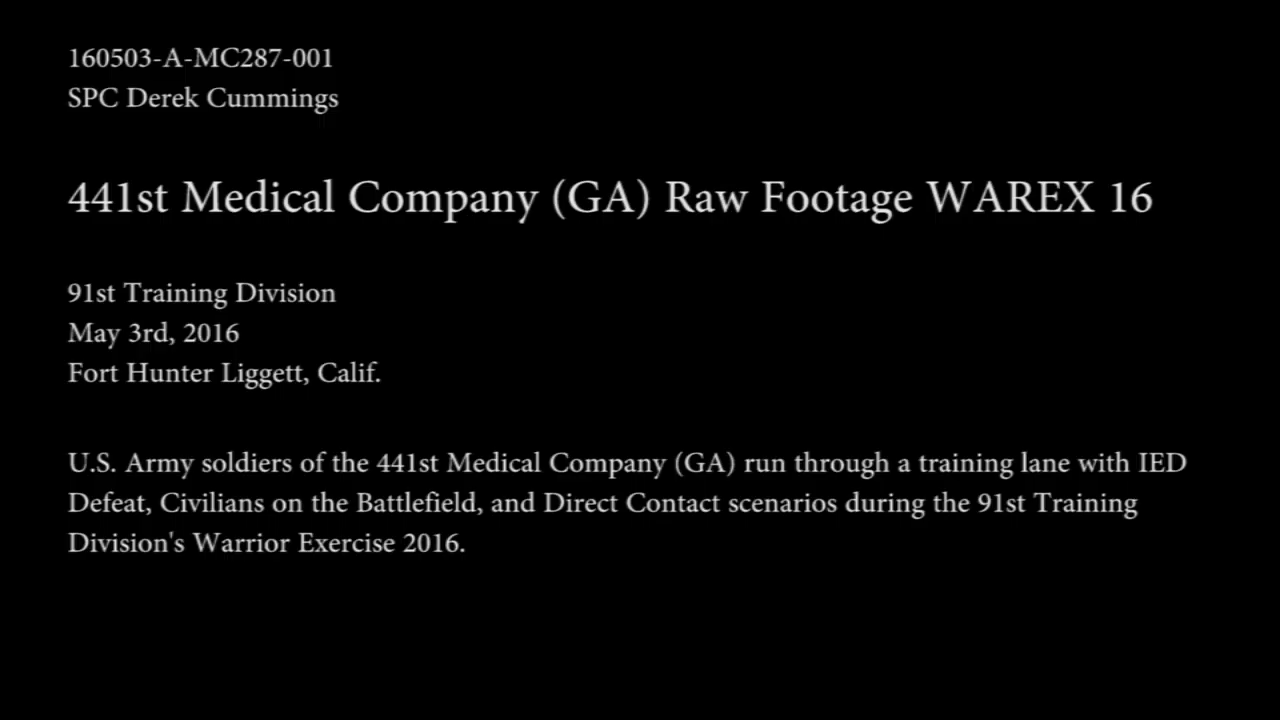 160503-A-MC287-001
SPC Derek Cummings
441st Medical Company (GA) Raw Footage WAREX 16
91st Training Division
May 3rd, 2016
Fort Hunter Liggett, Calif.
U.S. Army soldiers of the 441st Medical Company (GA) run through a training lane with IED
Defeat, Civilians on the Battlefield, and Direct Contact scenarios during the 91st Training
Division's Warrior Exercise 2016.